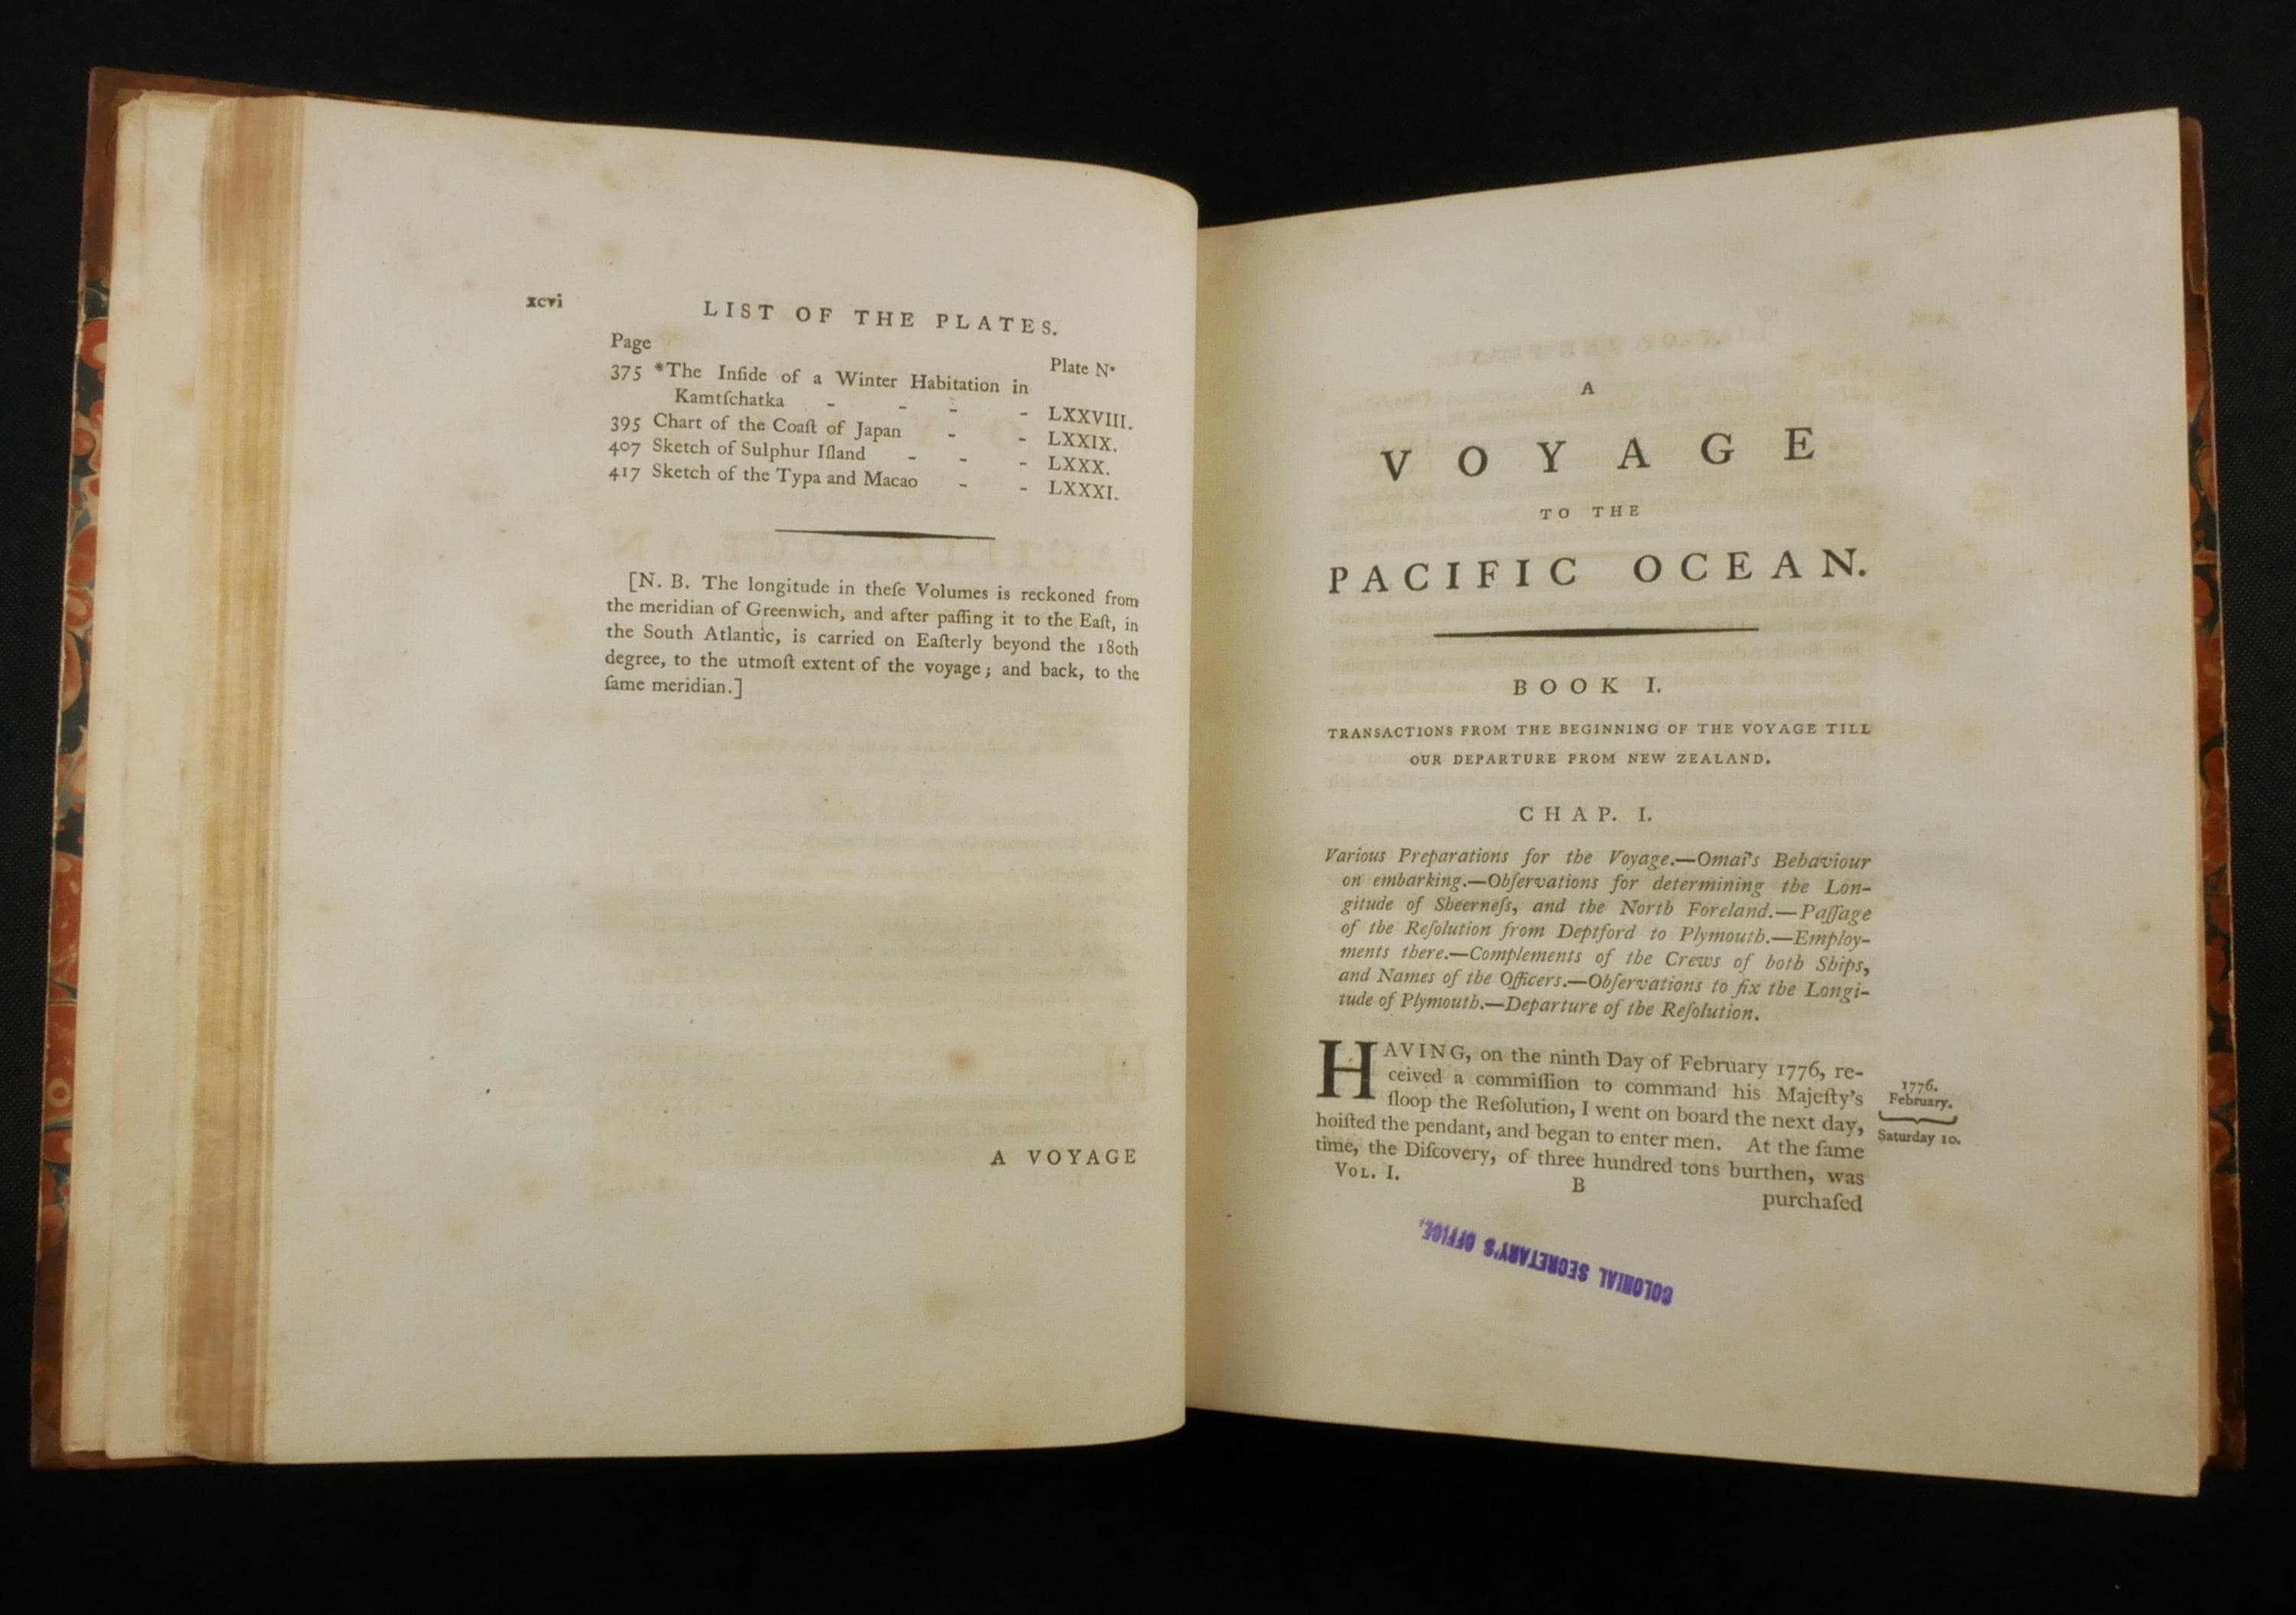 xcvi
LIST OF THE PLATES.
Page Plate Nº
375 *The Inſide of a Winter Habitation in
Kamtſchatka - - - - LXXVIII.
395 Chart of the Coaſt of Japan - - LXXIX.
407 Sketch of Sulphur Iſland - - - LXXX.
417 Sketch of the Typa and Macao - - LXXXI.
[N. B. The longitude in theſe Volumes is reckoned from
the meridian of Greenwich, and after paſſing it to the Eaſt, in
the South Atlantic, is carried on Eaſterly beyond the 180th
degree, to the utmoſt extent of the voyage; and back, to the
ſame meridian.]
A VOYAGE
A
VOYAGE
TO THE
PACIFIC OCEAN.
BOOK I.
TRANSACTIONS FROM THE BEGINNING OF THE VOYAGE TILL
OUR DEPARTURE FROM NEW ZEALAND.
CHAP. I.
Various Preparations for the Voyage.—Omai's Behaviour
on embarking.—Obſervations for determining the Lon-
gitude of Sheerneſs, and the North Foreland.—Paſſage
of the Reſolution from Deptford to Plymouth.—Employ-
ments there.—Complements of the Crews of both Ships,
and Names of the Officers.—Obſervations to fix the Longi-
tude of Plymouth.—Departure of the Reſolution.
HAVING, on the ninth Day of February 1776, re-
ceived a commiſſion to command his Majeſty's
ſloop the Reſolution, I went on board the next day,
hoiſted the pendant, and began to enter men. At the ſame
time, the Diſcovery, of three hundred tons burthen, was
1776.
February.
Saturday 10.
VOL. I. B purchaſed
COLONIAL SECRETARY'S OFFICE,